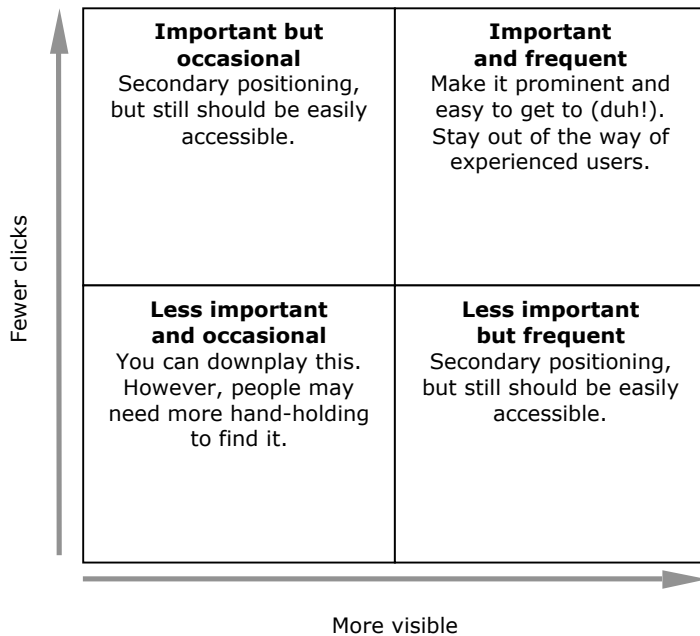 Important but
occasional
Secondary positioning,
but still should be easily
accessible.
Important
and frequent
Make it prominent and
easy to get to (duh!).
Stay out of the way of
experienced users.
Fewer clicks
Less important
and occasional
You can downplay this.
However, people may
need more hand-holding
to find it.
Less important
but frequent
Secondary positioning,
but still should be easily
accessible.
More visible